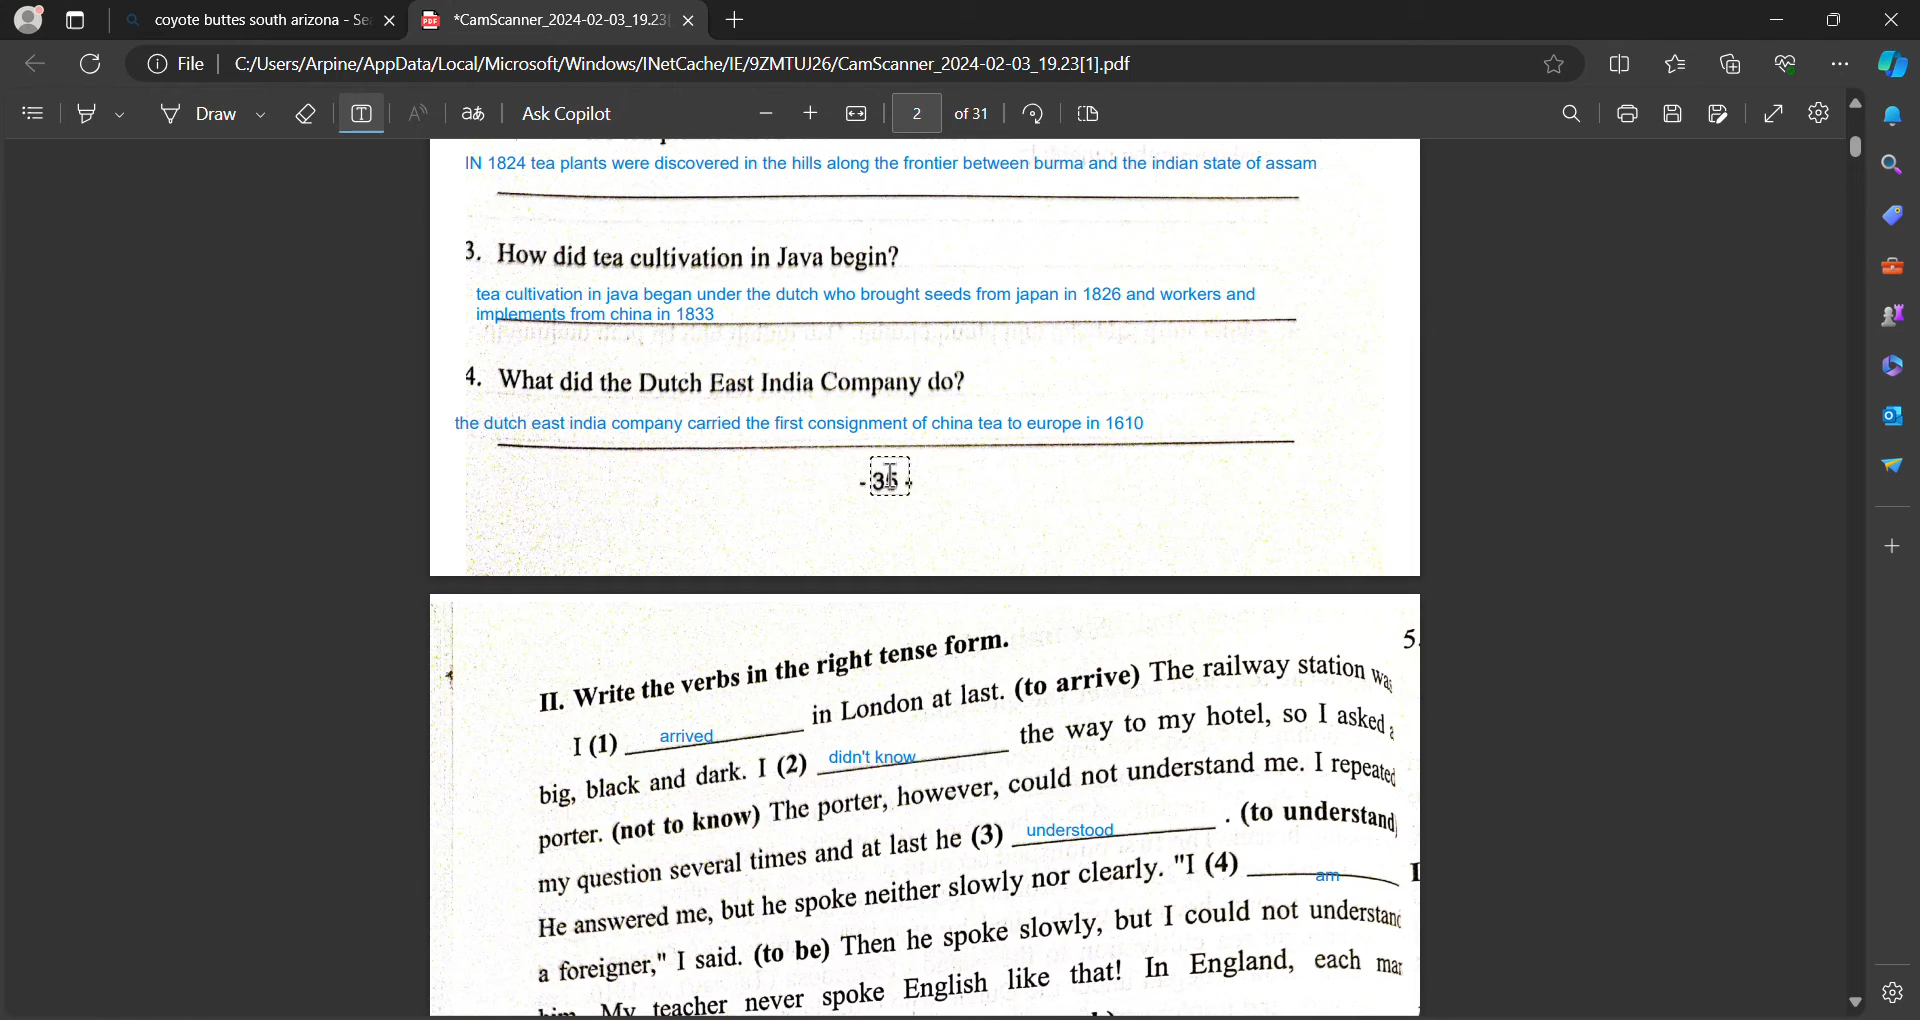 coyote buttes south arizona - Se
*CamScanner_2024-02-03_19.23[
File C:/Users/Arpine/AppData/Local/Microsoft/Windows/INetCache/IE/9ZMTUJ26/CamScanner_2024-02-03_19.23[1].pdf
Draw Ask Copilot 2 of 31
IN 1824 tea plants were discovered in the hills along the frontier between burma and the indian state of assam
3. How did tea cultivation in Java begin?
tea cultivation in java began under the dutch who brought seeds from japan in 1826 and workers and
implements from china in 1833
4. What did the Dutch East India Company do?
the dutch east india company carried the first consignment of china tea to europe in 1610
- 35 -
5.
II. Write the verbs in the right tense form.
I (1) arrived in London at last. (to arrive) The railway station was
big, black and dark. I (2) didn't know the way to my hotel, so I asked a
porter. (not to know) The porter, however, could not understand me. I repeated
my question several times and at last he (3) understood . (to understand)
He answered me, but he spoke neither slowly nor clearly. "I (4) am
a foreigner," I said. (to be) Then he spoke slowly, but I could not understand
him. My teacher never spoke English like that! In England, each man